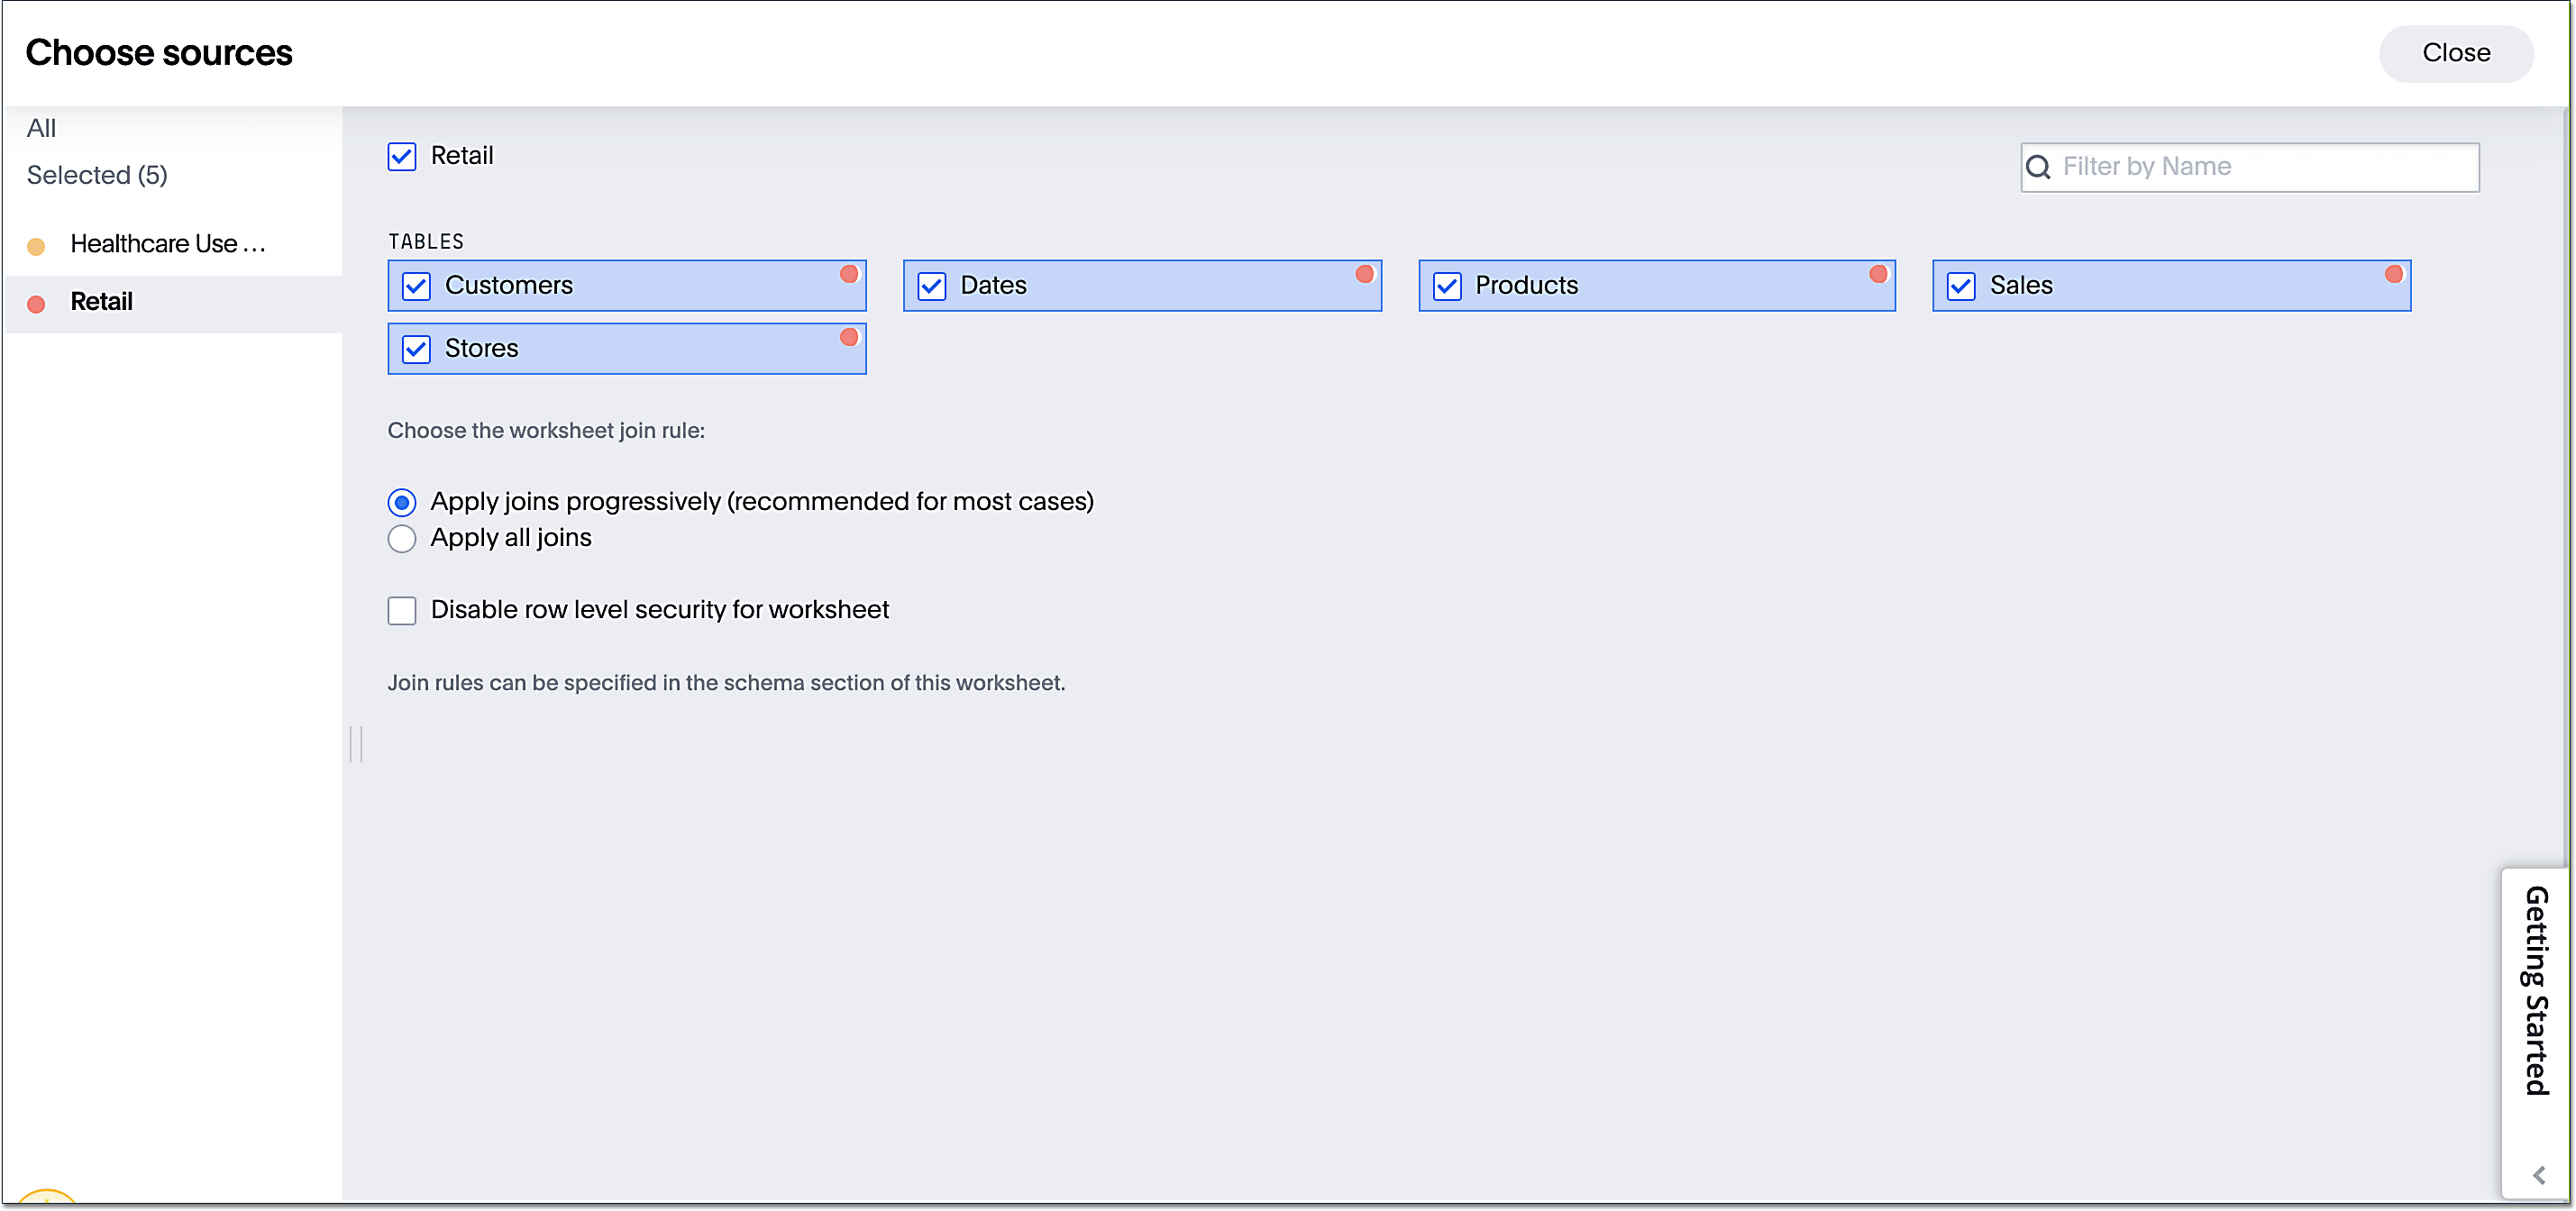 Choose sources
Close
All
Selected (5)
Healthcare Use ...
Retail
Retail
Filter by Name
TABLES
Customers
Dates
Products
Sales
Stores
Choose the worksheet join rule:
Apply joins progressively (recommended for most cases)
Apply all joins
Disable row level security for worksheet
Join rules can be specified in the schema section of this worksheet.
Getting Started